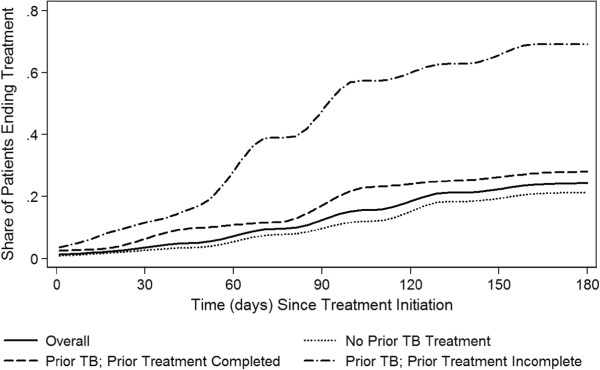 Share of Patients Ending Treatment
.8
.6
.4
.2
0
0 30 60 90 120 150 180
Time (days) Since Treatment Initiation
Overall No Prior TB Treatment
Prior TB; Prior Treatment Completed Prior TB; Prior Treatment Incomplete